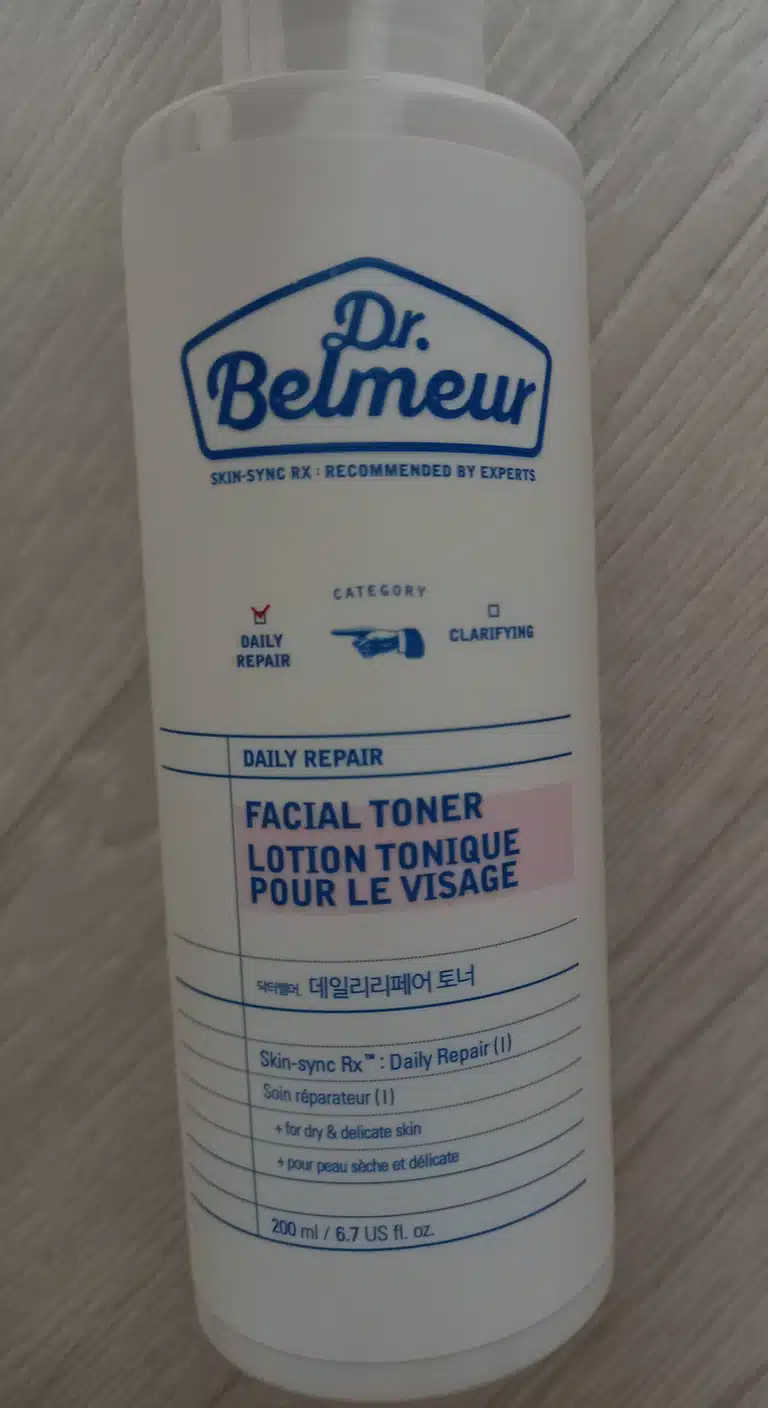 Dr.
Belmeur
SKIN-SYNC RX : RECOMMENDED BY EXPERTS
CATEGORY
DAILY
REPAIR
CLARIFYING
DAILY REPAIR
FACIAL TONER
LOTION TONIQUE
POUR LE VISAGE
닥터벨머 데일리리페어 토너
Skin-sync Rx™ : Daily Repair (I)
Soin réparateur (I)
+ for dry & delicate skin
+ pour peau sèche et délicate
200 ml / 6.7 US fl. oz.